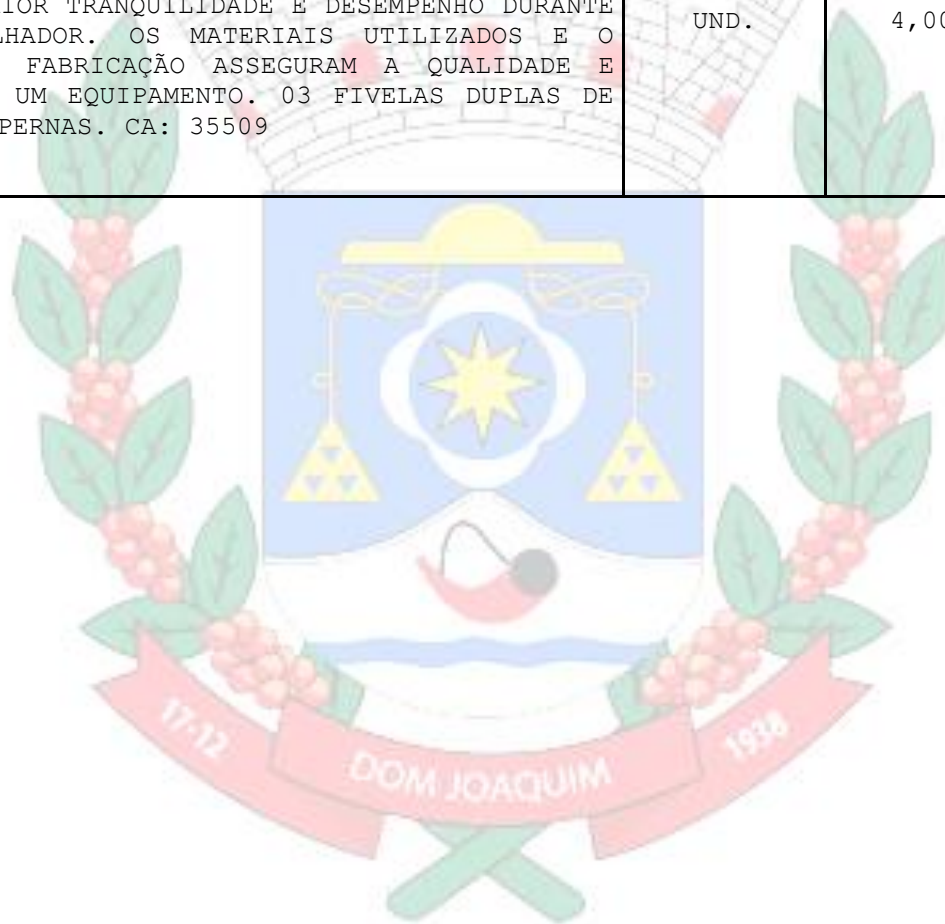 IOR TRANQUILIDADE E DESEMPENHO DURANTE
LHADOR. OS MATERIAIS UTILIZADOS E O
FABRICAÇÃO ASSEGURAM A QUALIDADE E
UM EQUIPAMENTO. 03 FIVELAS DUPLAS DE
PERNAS. CA: 35509
UND.
4,00
17-12
DOM JOAQUIM
1938